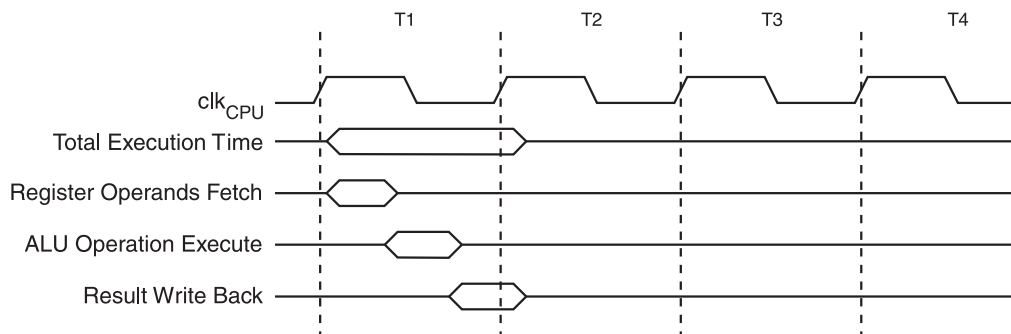 T1 T2 T3 T4
clkCPU
Total Execution Time
Register Operands Fetch
ALU Operation Execute
Result Write Back